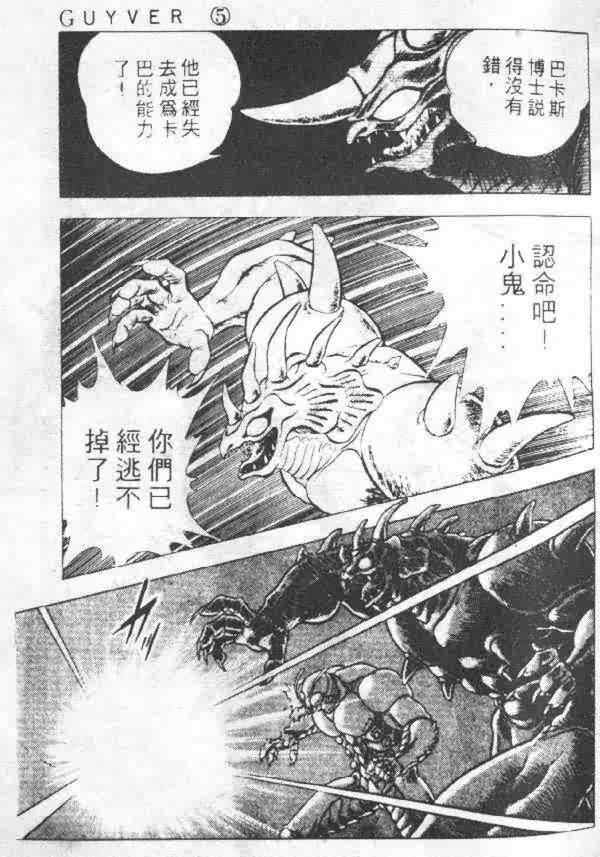 GUYVER ⑤
巴卡斯
博士說
得沒有
錯．
他已經失
去成為卡
巴的能力
了！
認命吧！
小鬼．．．．
你們已
經逃不
掉了！